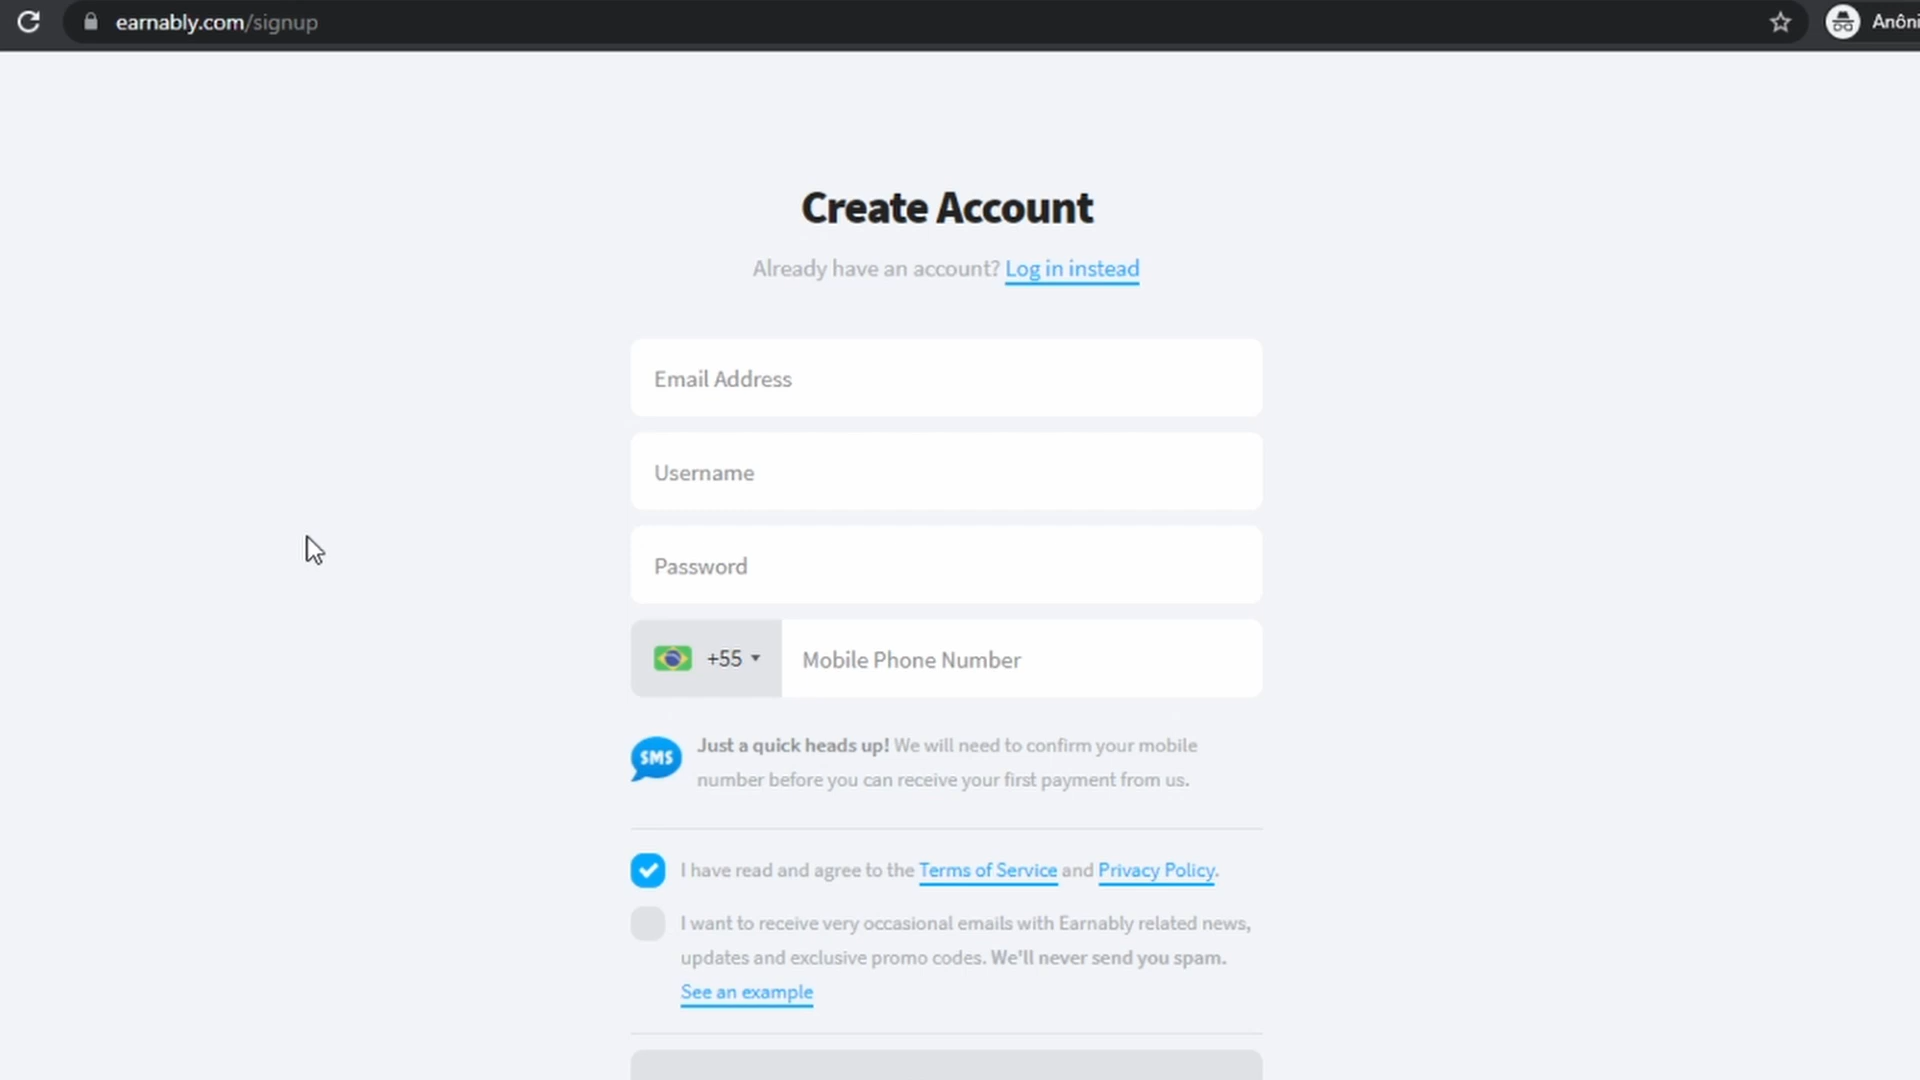 earnably.com/signup
Anôni
Create Account
Already have an account? Log in instead
Email Address
Username
Password
+55
Mobile Phone Number
SMS
Just a quick heads up! We will need to confirm your mobile
number before you can receive your first payment from us.
I have read and agree to the Terms of Service and Privacy Policy.
I want to receive very occasional emails with Earnably related news,
updates and exclusive promo codes. We'll never send you spam.
See an example